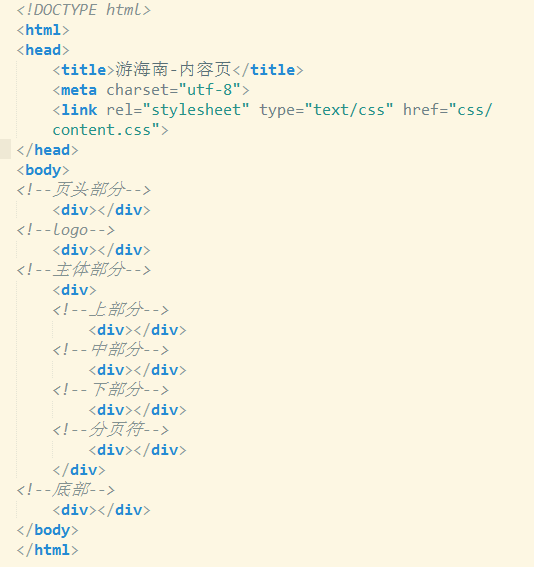 <!DOCTYPE html>
<html>
<head>
    <title>游海南-内容页</title>
    <meta charset="utf-8">
    <link rel="stylesheet" type="text/css" href="css/
    content.css">
</head>
<body>
<!--页头部分-->
    <div></div>
<!--logo-->
    <div></div>
<!--主体部分-->
    <div>
    <!--上部分-->
        <div></div>
    <!--中部分-->
        <div></div>
    <!--下部分-->
        <div></div>
    <!--分页符-->
        <div></div>
    </div>
<!--底部-->
    <div></div>
</body>
</html>